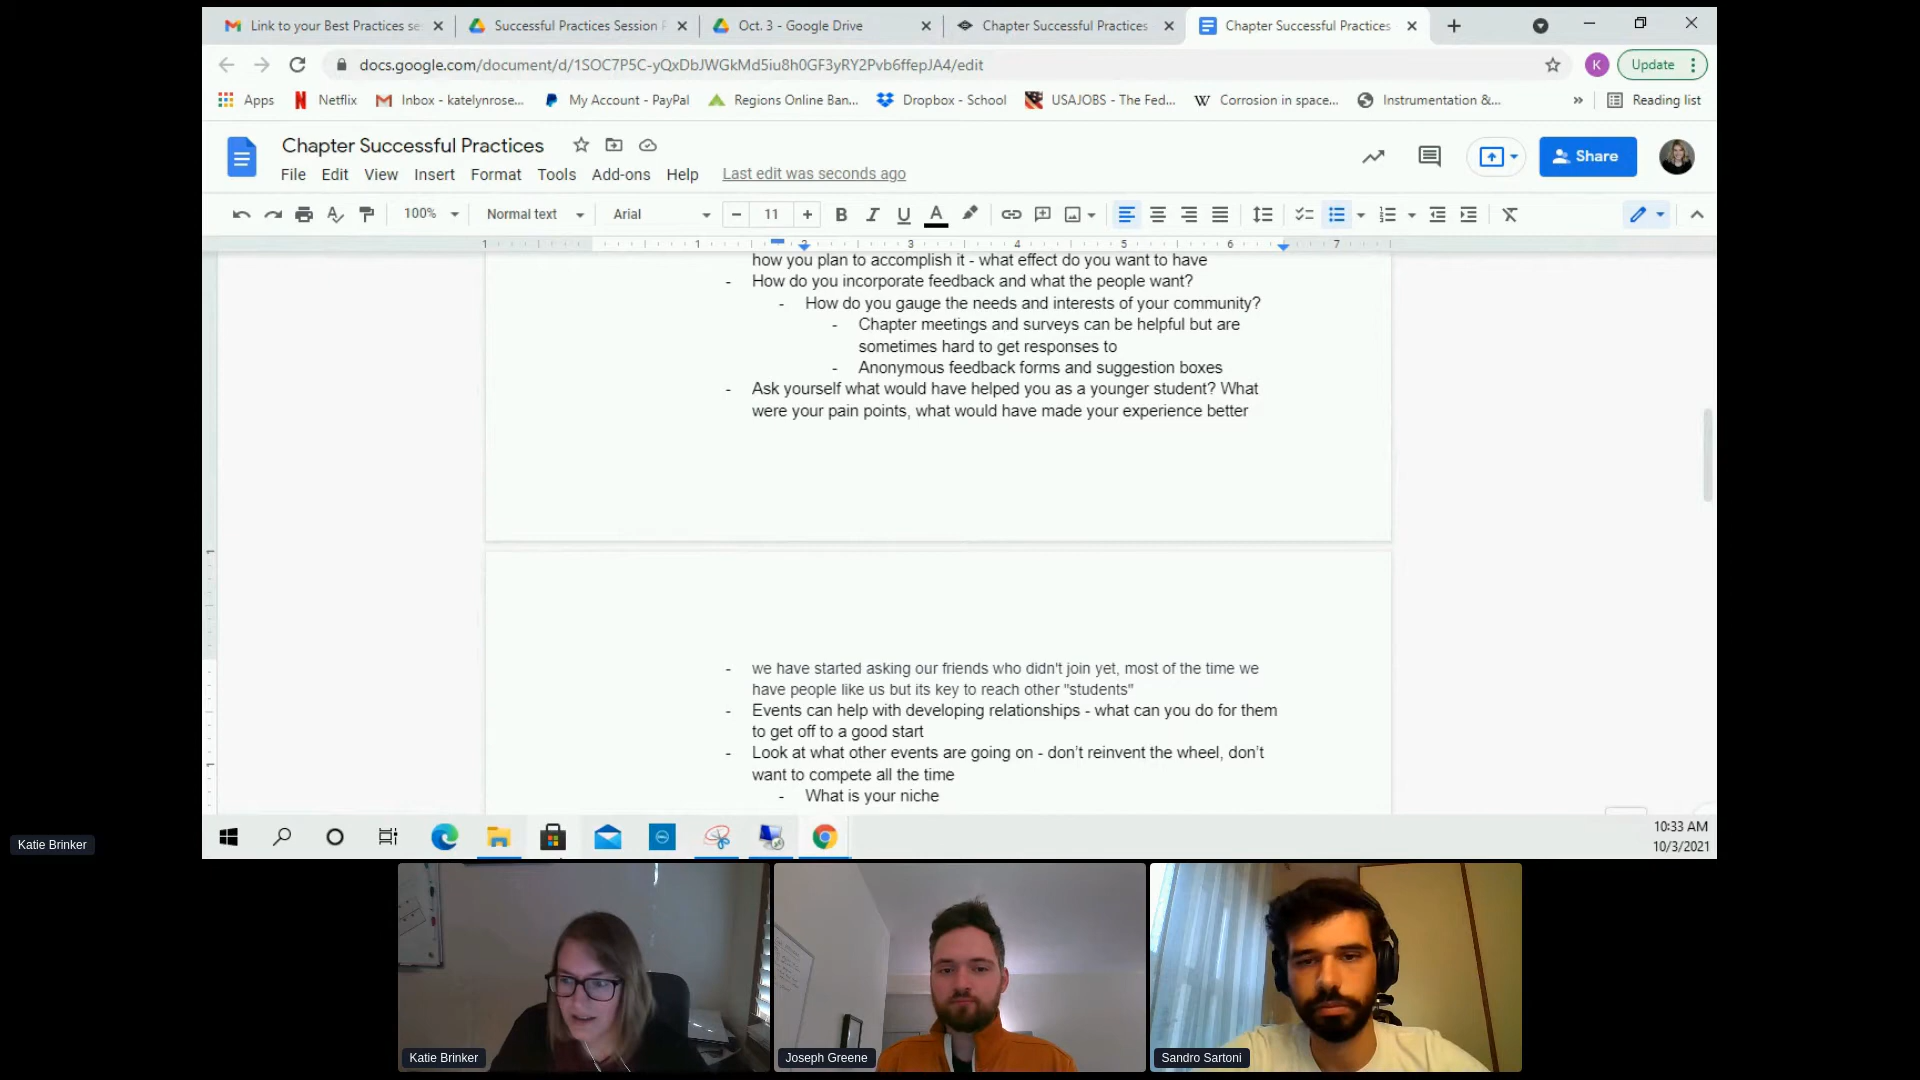 Link to your Best Practices se
Successful Practices Session F
Oct. 3 - Google Drive
Chapter Successful Practices
Chapter Successful Practices
docs.google.com/document/d/1SOC7P5C-yQxDbJWGkMd5iu8h0GF3yRY2Pvb6ffepJA4/edit
K
Update
Apps
Netflix
Inbox - katelynrose...
My Account - PayPal
Regions Online Ban...
Dropbox - School
USAJOBS - The Fed...
Corrosion in space...
Instrumentation &...
»
Reading list
Chapter Successful Practices
File Edit View Insert Format Tools Add-ons Help
Last edit was seconds ago
Share
100%
Normal text
Arial
11
B I U A
1 1 2 3 4 5 6 7
how you plan to accomplish it - what effect do you want to have
- How do you incorporate feedback and what the people want?
- How do you gauge the needs and interests of your community?
- Chapter meetings and surveys can be helpful but are
sometimes hard to get responses to
- Anonymous feedback forms and suggestion boxes
- Ask yourself what would have helped you as a younger student? What
were your pain points, what would have made your experience better
- we have started asking our friends who didn't join yet, most of the time we
have people like us but its key to reach other "students"
- Events can help with developing relationships - what can you do for them
to get off to a good start
- Look at what other events are going on - don't reinvent the wheel, don't
want to compete all the time
- What is your niche
10:33 AM
10/3/2021
Katie Brinker
Katie Brinker
Joseph Greene
Sandro Sartoni